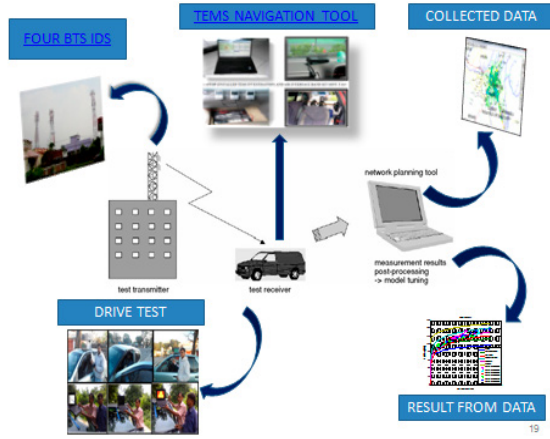 TEMS NAVIGATION TOOL
COLLECTED DATA
FOUR BTS IDS
network planning tool
measurement results
post-processing
-> model tuning
test transmitter
test receiver
DRIVE TEST
RESULT FROM DATA
19